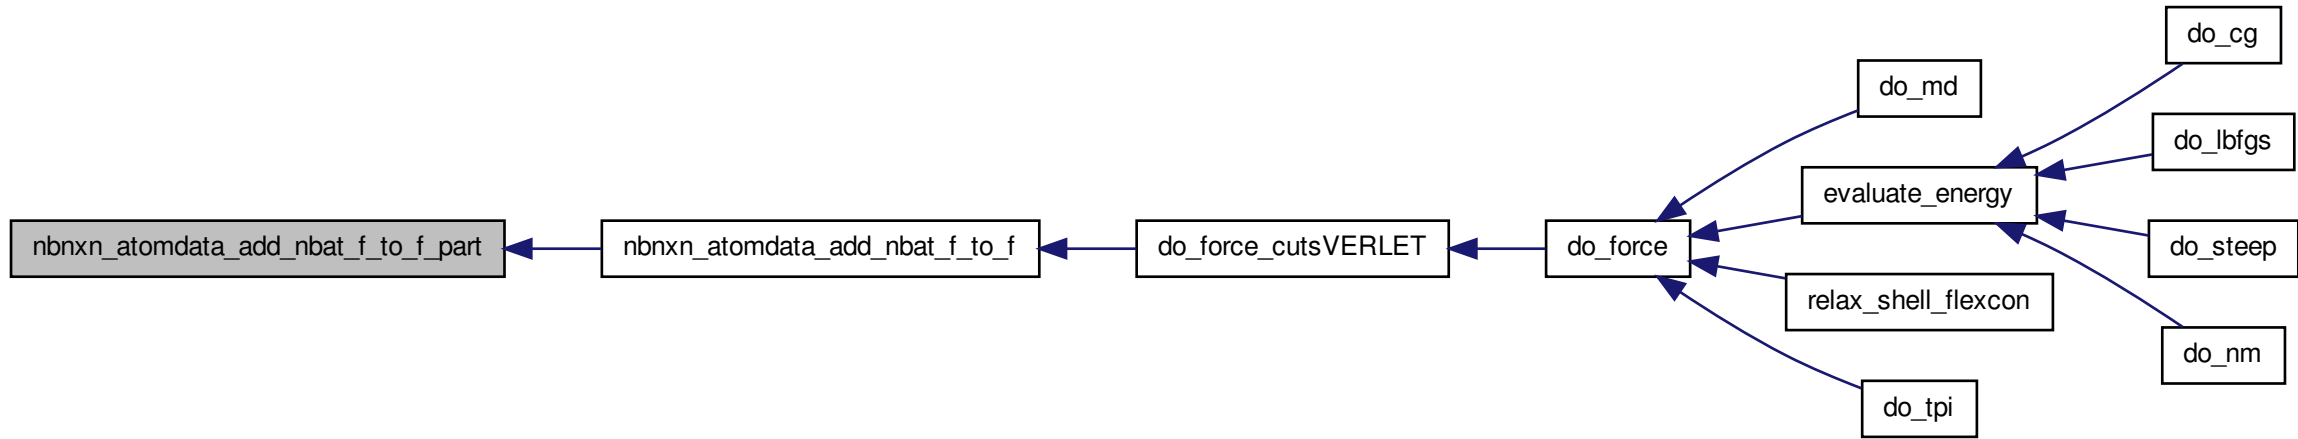 nbnxn_atomdata_add_nbat_f_to_f_part
nbnxn_atomdata_add_nbat_f_to_f
do_force_cutsVERLET
do_force
do_md
evaluate_energy
relax_shell_flexcon
do_tpi
do_cg
do_lbfgs
do_steep
do_nm